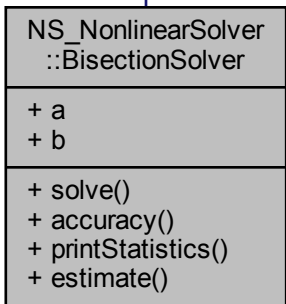 NS_NonlinearSolver
::BisectionSolver
+ a
+ b
+ solve()
+ accuracy()
+ printStatistics()
+ estimate()